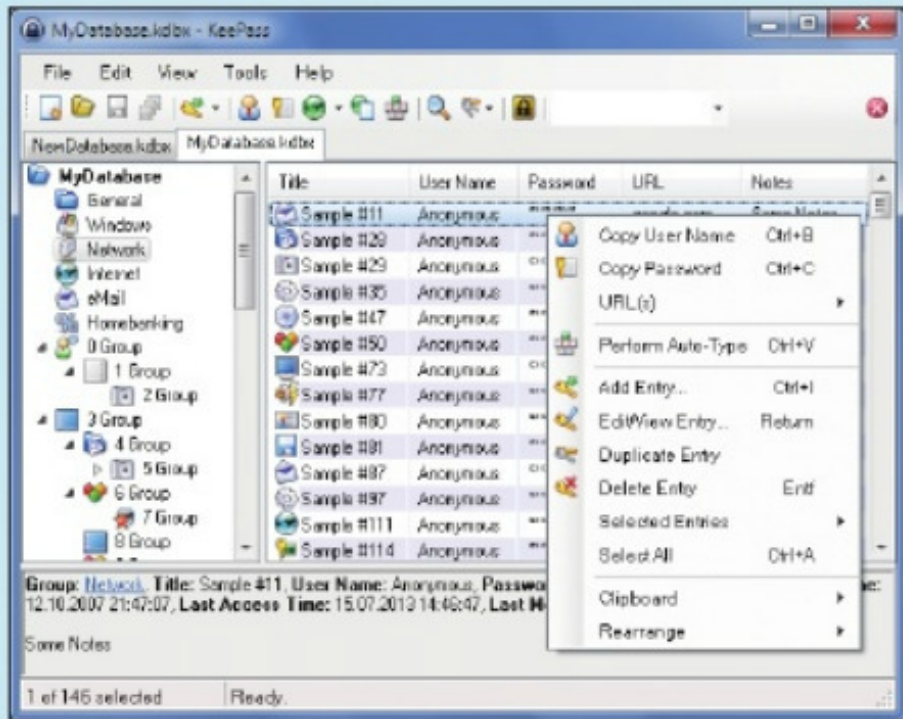 MyDatabase.kdbx - KeePass
File Edit View Tools Help
NewDatabase.kdbx MyDatabase.kdbx
MyDatabase
General
Windows
Network
Internet
eMail
Homebanking
0 Group
1 Group
2 Group
3 Group
4 Group
5 Group
6 Group
7 Group
8 Group
Title User Name Password URL Notes
Sample #11 Anonymous Some Notes
Sample #28 Anonymous
Sample #29 Anonymous
Sample #35 Anonymous
Sample #47 Anonymous
Sample #50 Anonymous
Sample #73 Anonymous
Sample #77 Anonymous
Sample #80 Anonymous
Sample #81 Anonymous
Sample #87 Anonymous
Sample #97 Anonymous
Sample #111 Anonymous
Sample #114 Anonymous
Copy User Name Ctrl+B
Copy Password Ctrl+C
URL(s)
Perform Auto-Type Ctrl+V
Add Entry... Ctrl+I
Edit/View Entry... Return
Duplicate Entry
Delete Entry Entf
Selected Entries
Select All Ctrl+A
Clipboard
Rearrange
Group: Network, Title: Sample #11, User Name: Anonymous, Passwo
12.10.2007 21:47:07, Last Access Time: 15.07.2013 14:46:47, Last M
Some Notes
1 of 146 selected Ready.